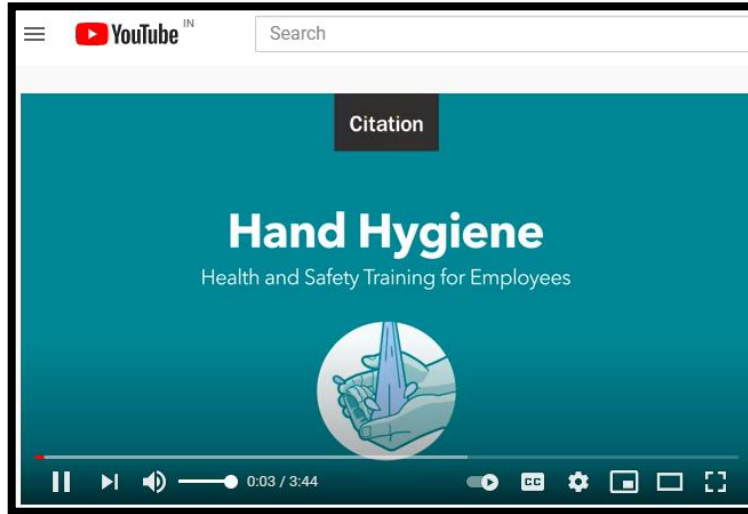 YouTube IN
Search
Citation
Hand Hygiene
Health and Safety Training for Employees
0:03 / 3:44
CC